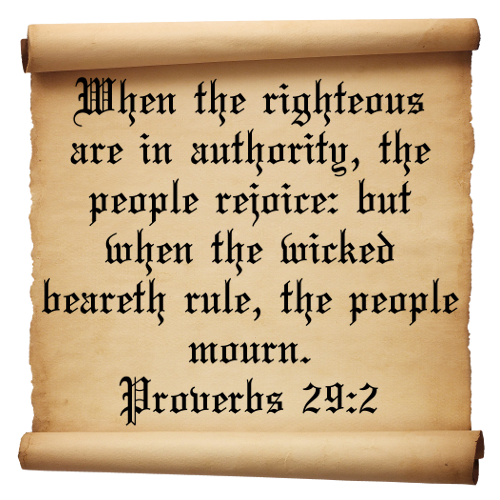 When the righteous
are in authority, the
people rejoice: but
when the wicked
beareth rule, the people
mourn.
Proverbs 29:2